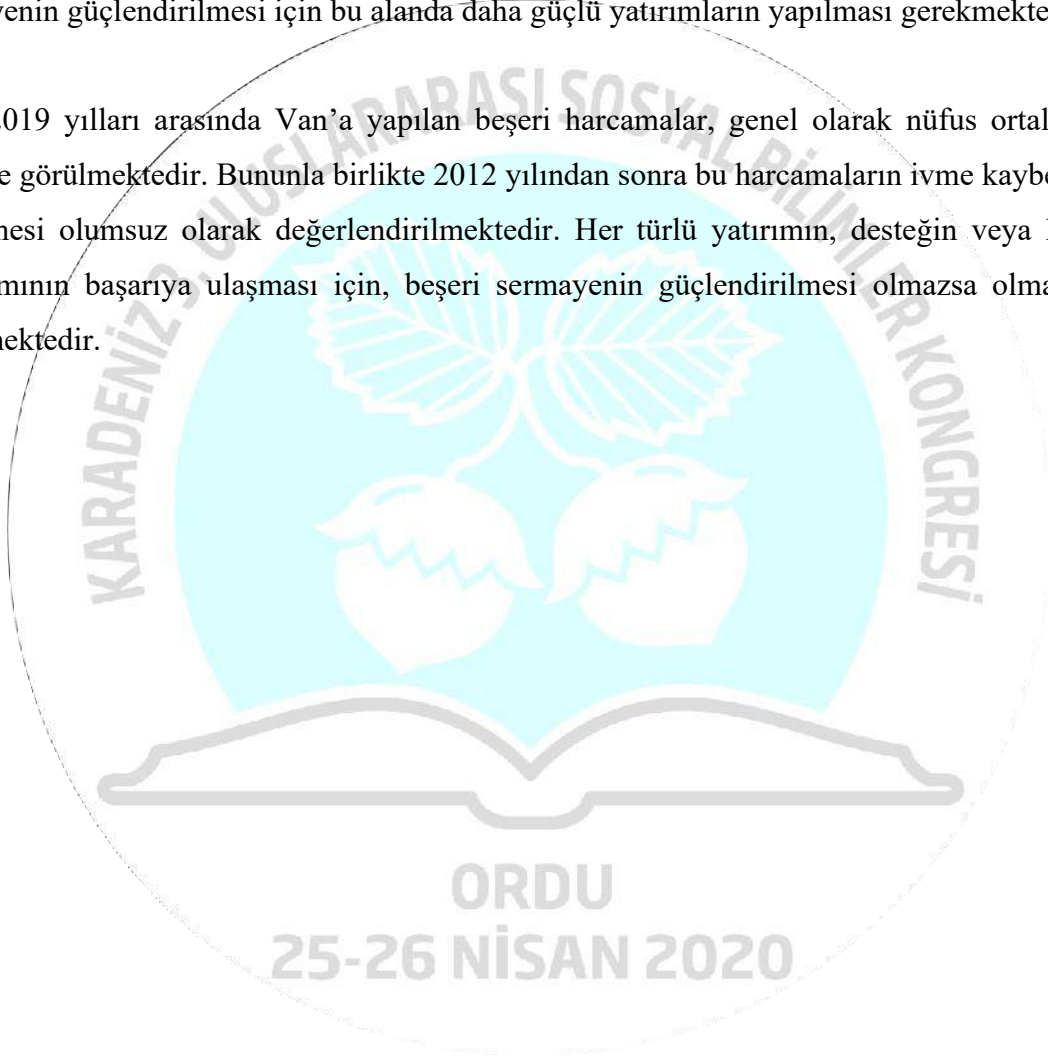 yenin güçlendirilmesi için bu alanda daha güçlü yatırımların yapılması gerekmekte
2019 yılları arasında Van’a yapılan beşeri harcamalar, genel olarak nüfus ortal
e görülmektedir. Bununla birlikte 2012 yılından sonra bu harcamaların ivme kaybe
mesi olumsuz olarak değerlendirilmektedir. Her türlü yatırımın, desteğin veya
mının başarıya ulaşması için, beşeri sermayenin güçlendirilmesi olmazsa olma
mektedir.
KARADENİZ 3. ULUSLARARASI SOSYAL BİLİMLER KONGRESİ
ORDU
25-26 NİSAN 2020